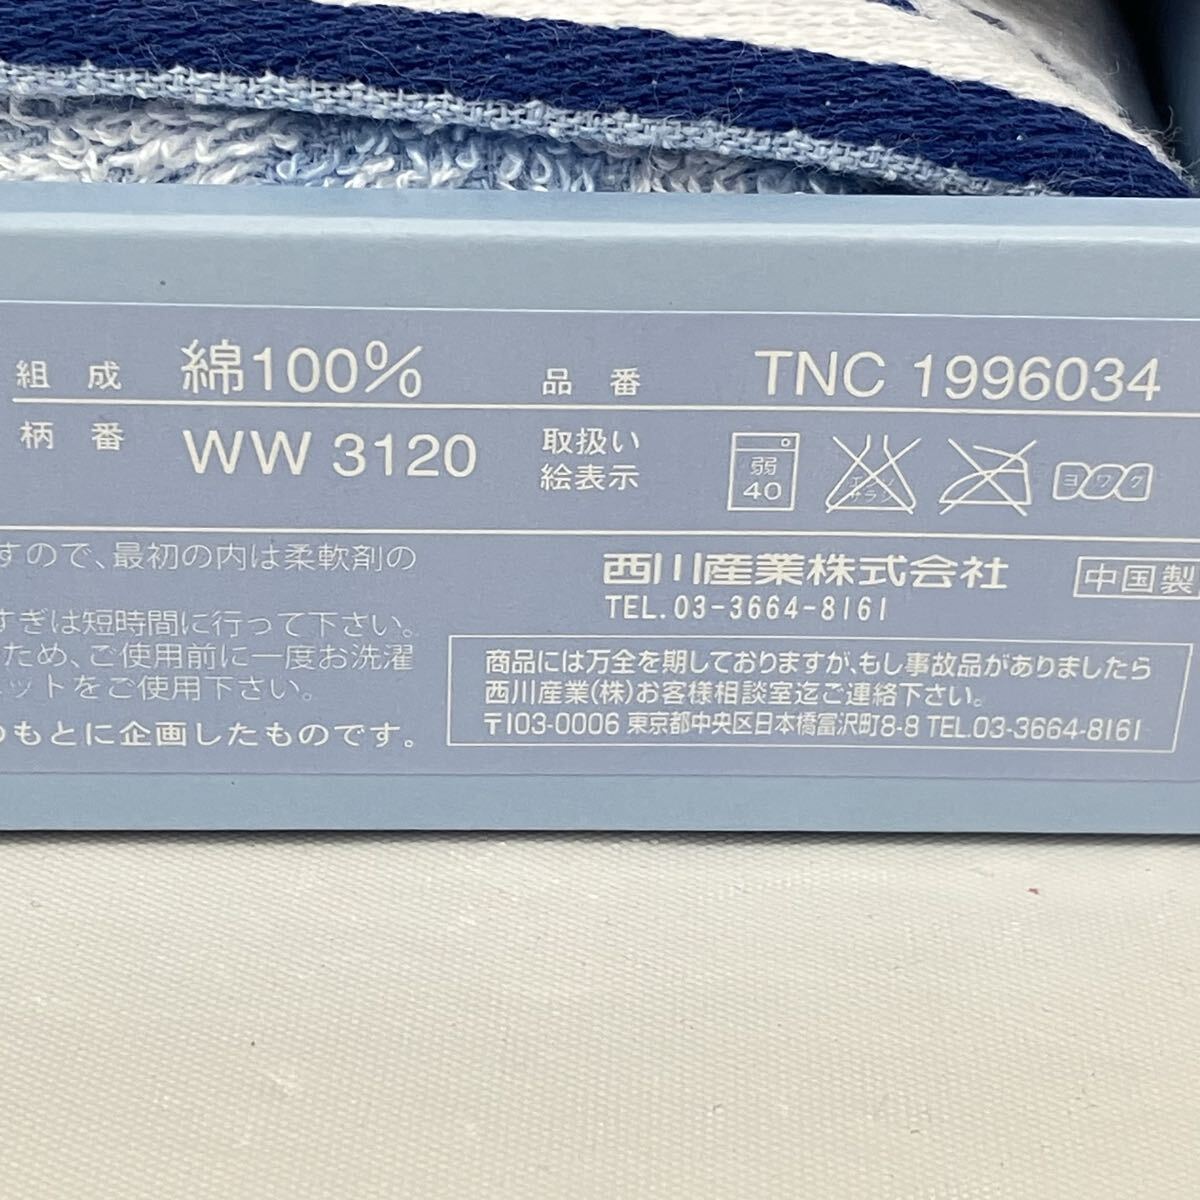 組成 綿100% 品番 TNC 1996034
柄番 WW 3120 取扱い
絵表示
弱
40
エンソ
サラシ
ヨワク
すので、最初の内は柔軟剤の
すぎは短時間に行って下さい。
ため、ご使用前に一度お洗濯
ネットをご使用下さい。
のもとに企画したものです。
西川産業株式会社 中国製
TEL.03-3664-8161
商品には万全を期しておりますが、もし事故品がありましたら
西川産業(株)お客様相談室迄ご連絡下さい。
〒103-0006 東京都中央区日本橋富沢町8-8 TEL.03-3664-8161